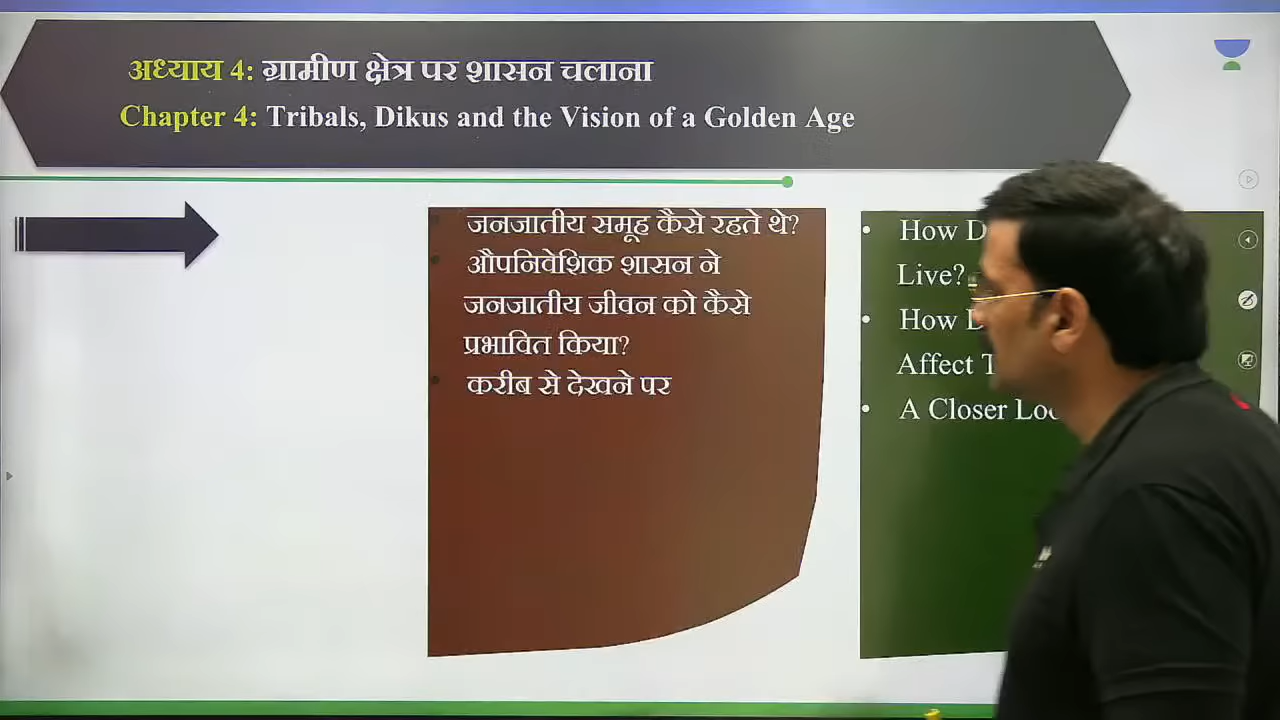 अध्याय 4: ग्रामीण क्षेत्र पर शासन चलाना
Chapter 4: Tribals, Dikus and the Vision of a Golden Age
जनजातीय समूह कैसे रहते थे?
औपनिवेशिक शासन ने
जनजातीय जीवन को कैसे
प्रभावित किया?
करीब से देखने पर
• How
Live?
• How
Affect
• A Closer